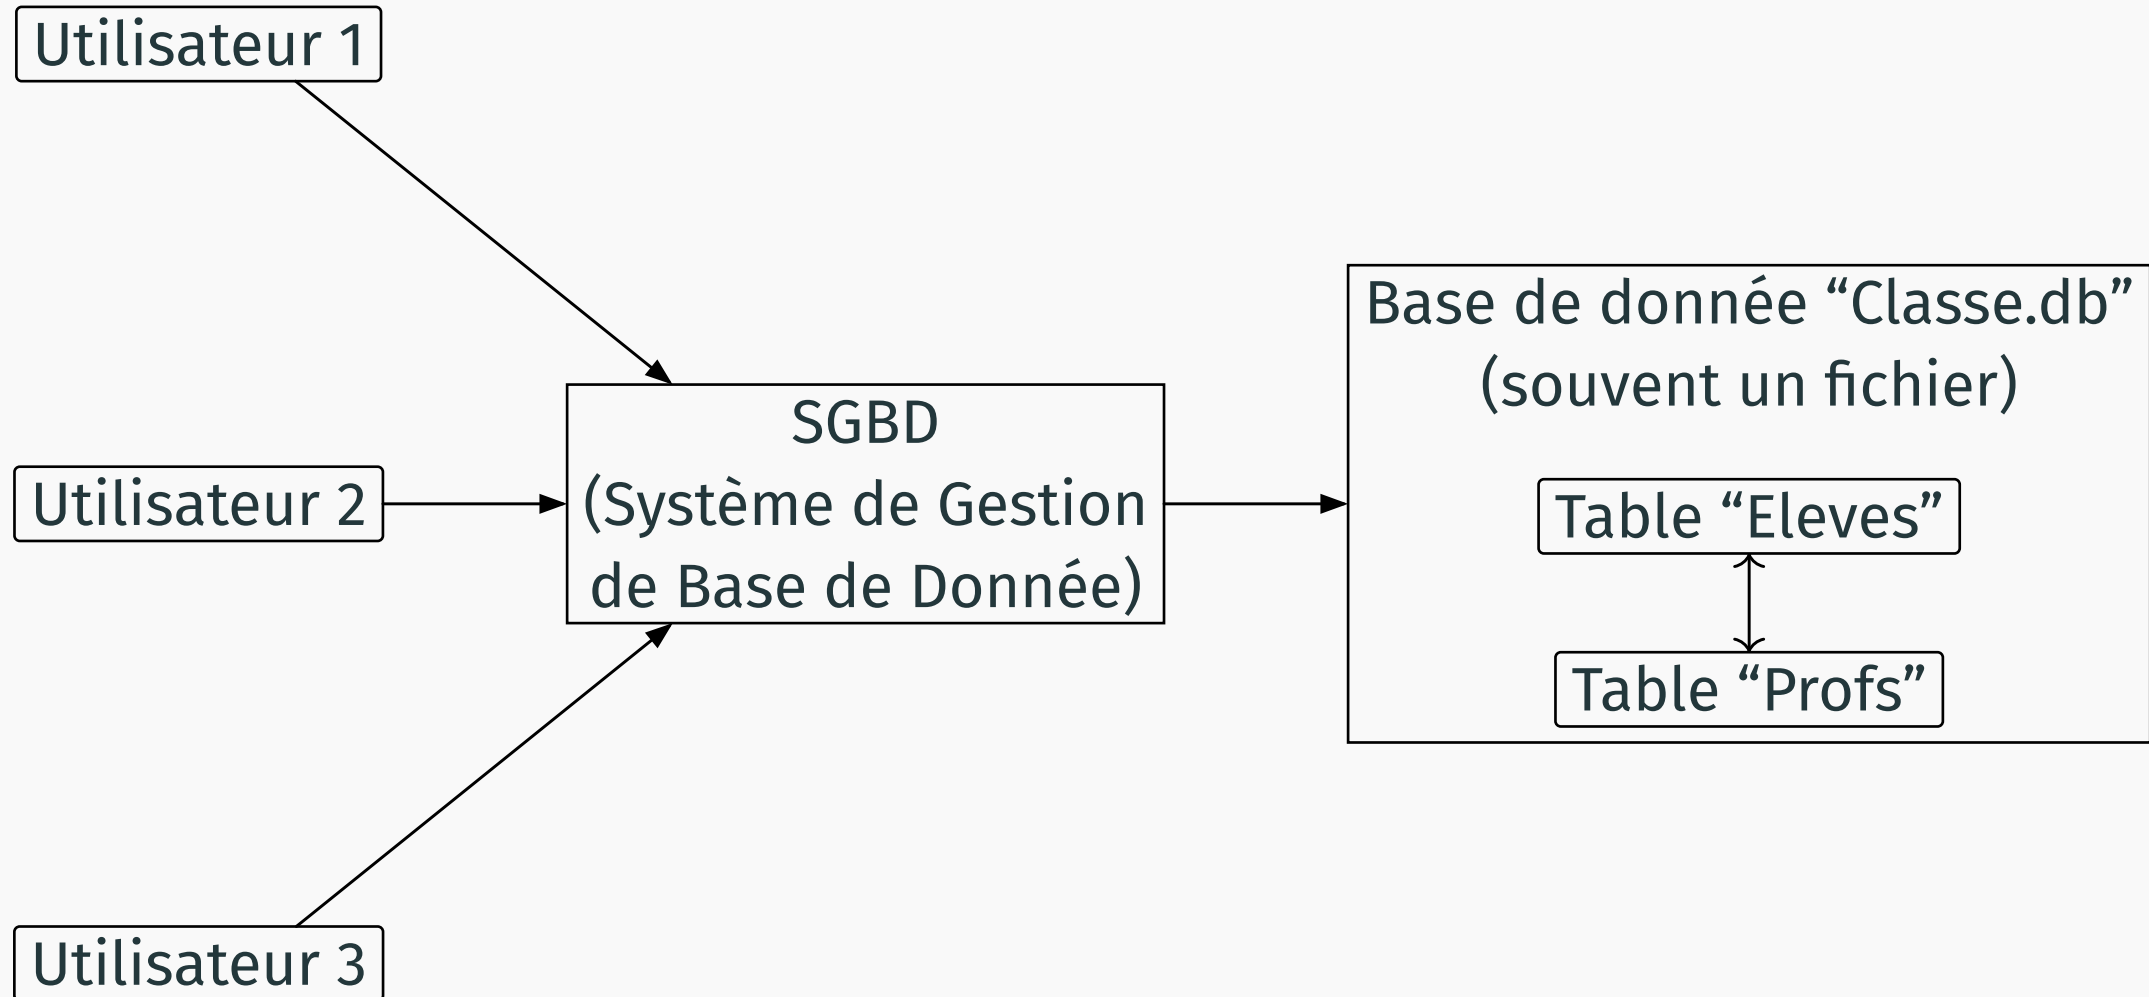 Utilisateur 1
Utilisateur 2
Utilisateur 3
SGBD
(Système de Gestion
de Base de Donnée)
Base de donnée “Classe.db”
(souvent un fichier)
Table “Eleves”
Table “Profs”